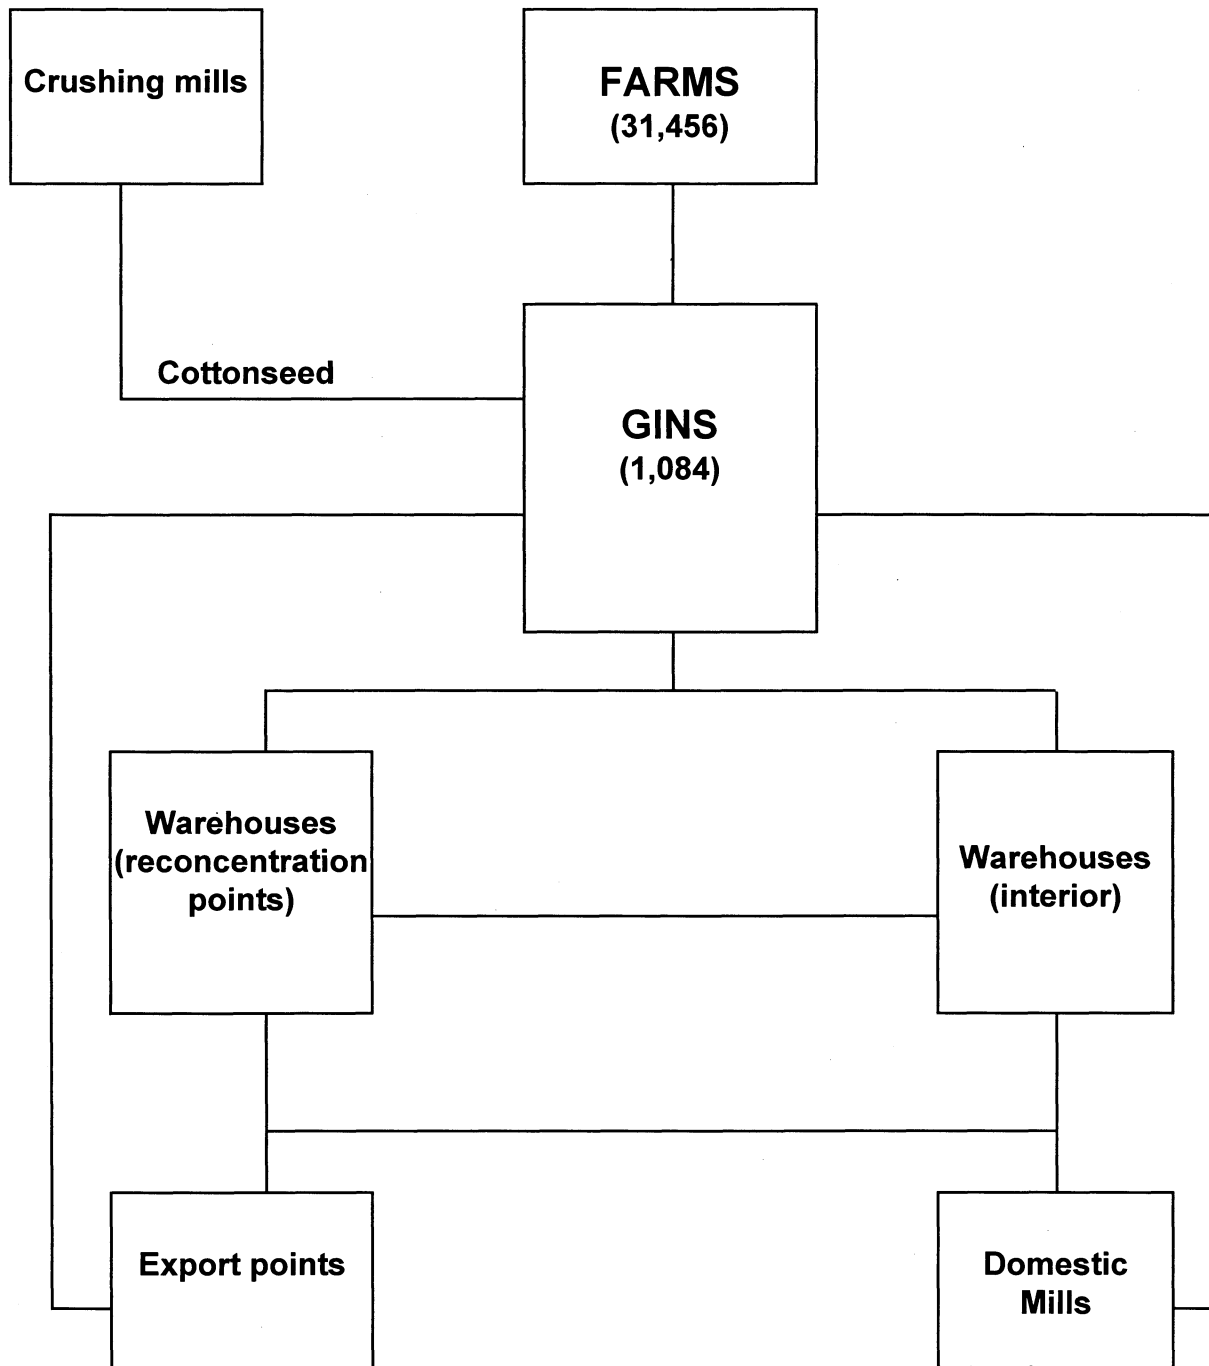 Crushing mills
FARMS
(31,456)
Cottonseed
GINS
(1,084)
Warehouses
(reconcentration
points)
Warehouses
(interior)
Export points
Domestic
Mills